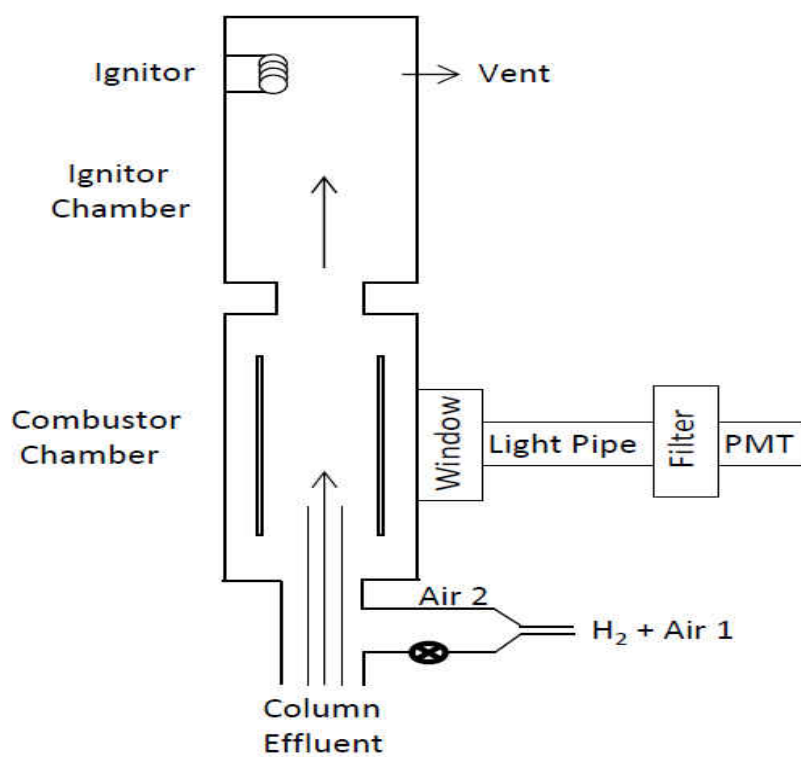 Ignitor
Vent
Ignitor
Chamber
Combustor
Chamber
Window
Light Pipe
Filter
PMT
Air 2
H₂ + Air 1
Column
Effluent